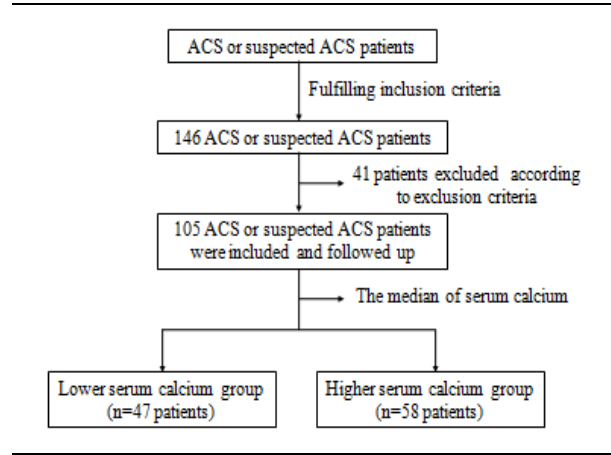 ACS or suspected ACS patients
Fulfilling inclusion criteria
146 ACS or suspected ACS patients
41 patients excluded according
to exclusion criteria
105 ACS or suspected ACS patients
were included and followed up
The median of serum calcium
Lower serum calcium group
(n=47 patients)
Higher serum calcium group
(n=58 patients)